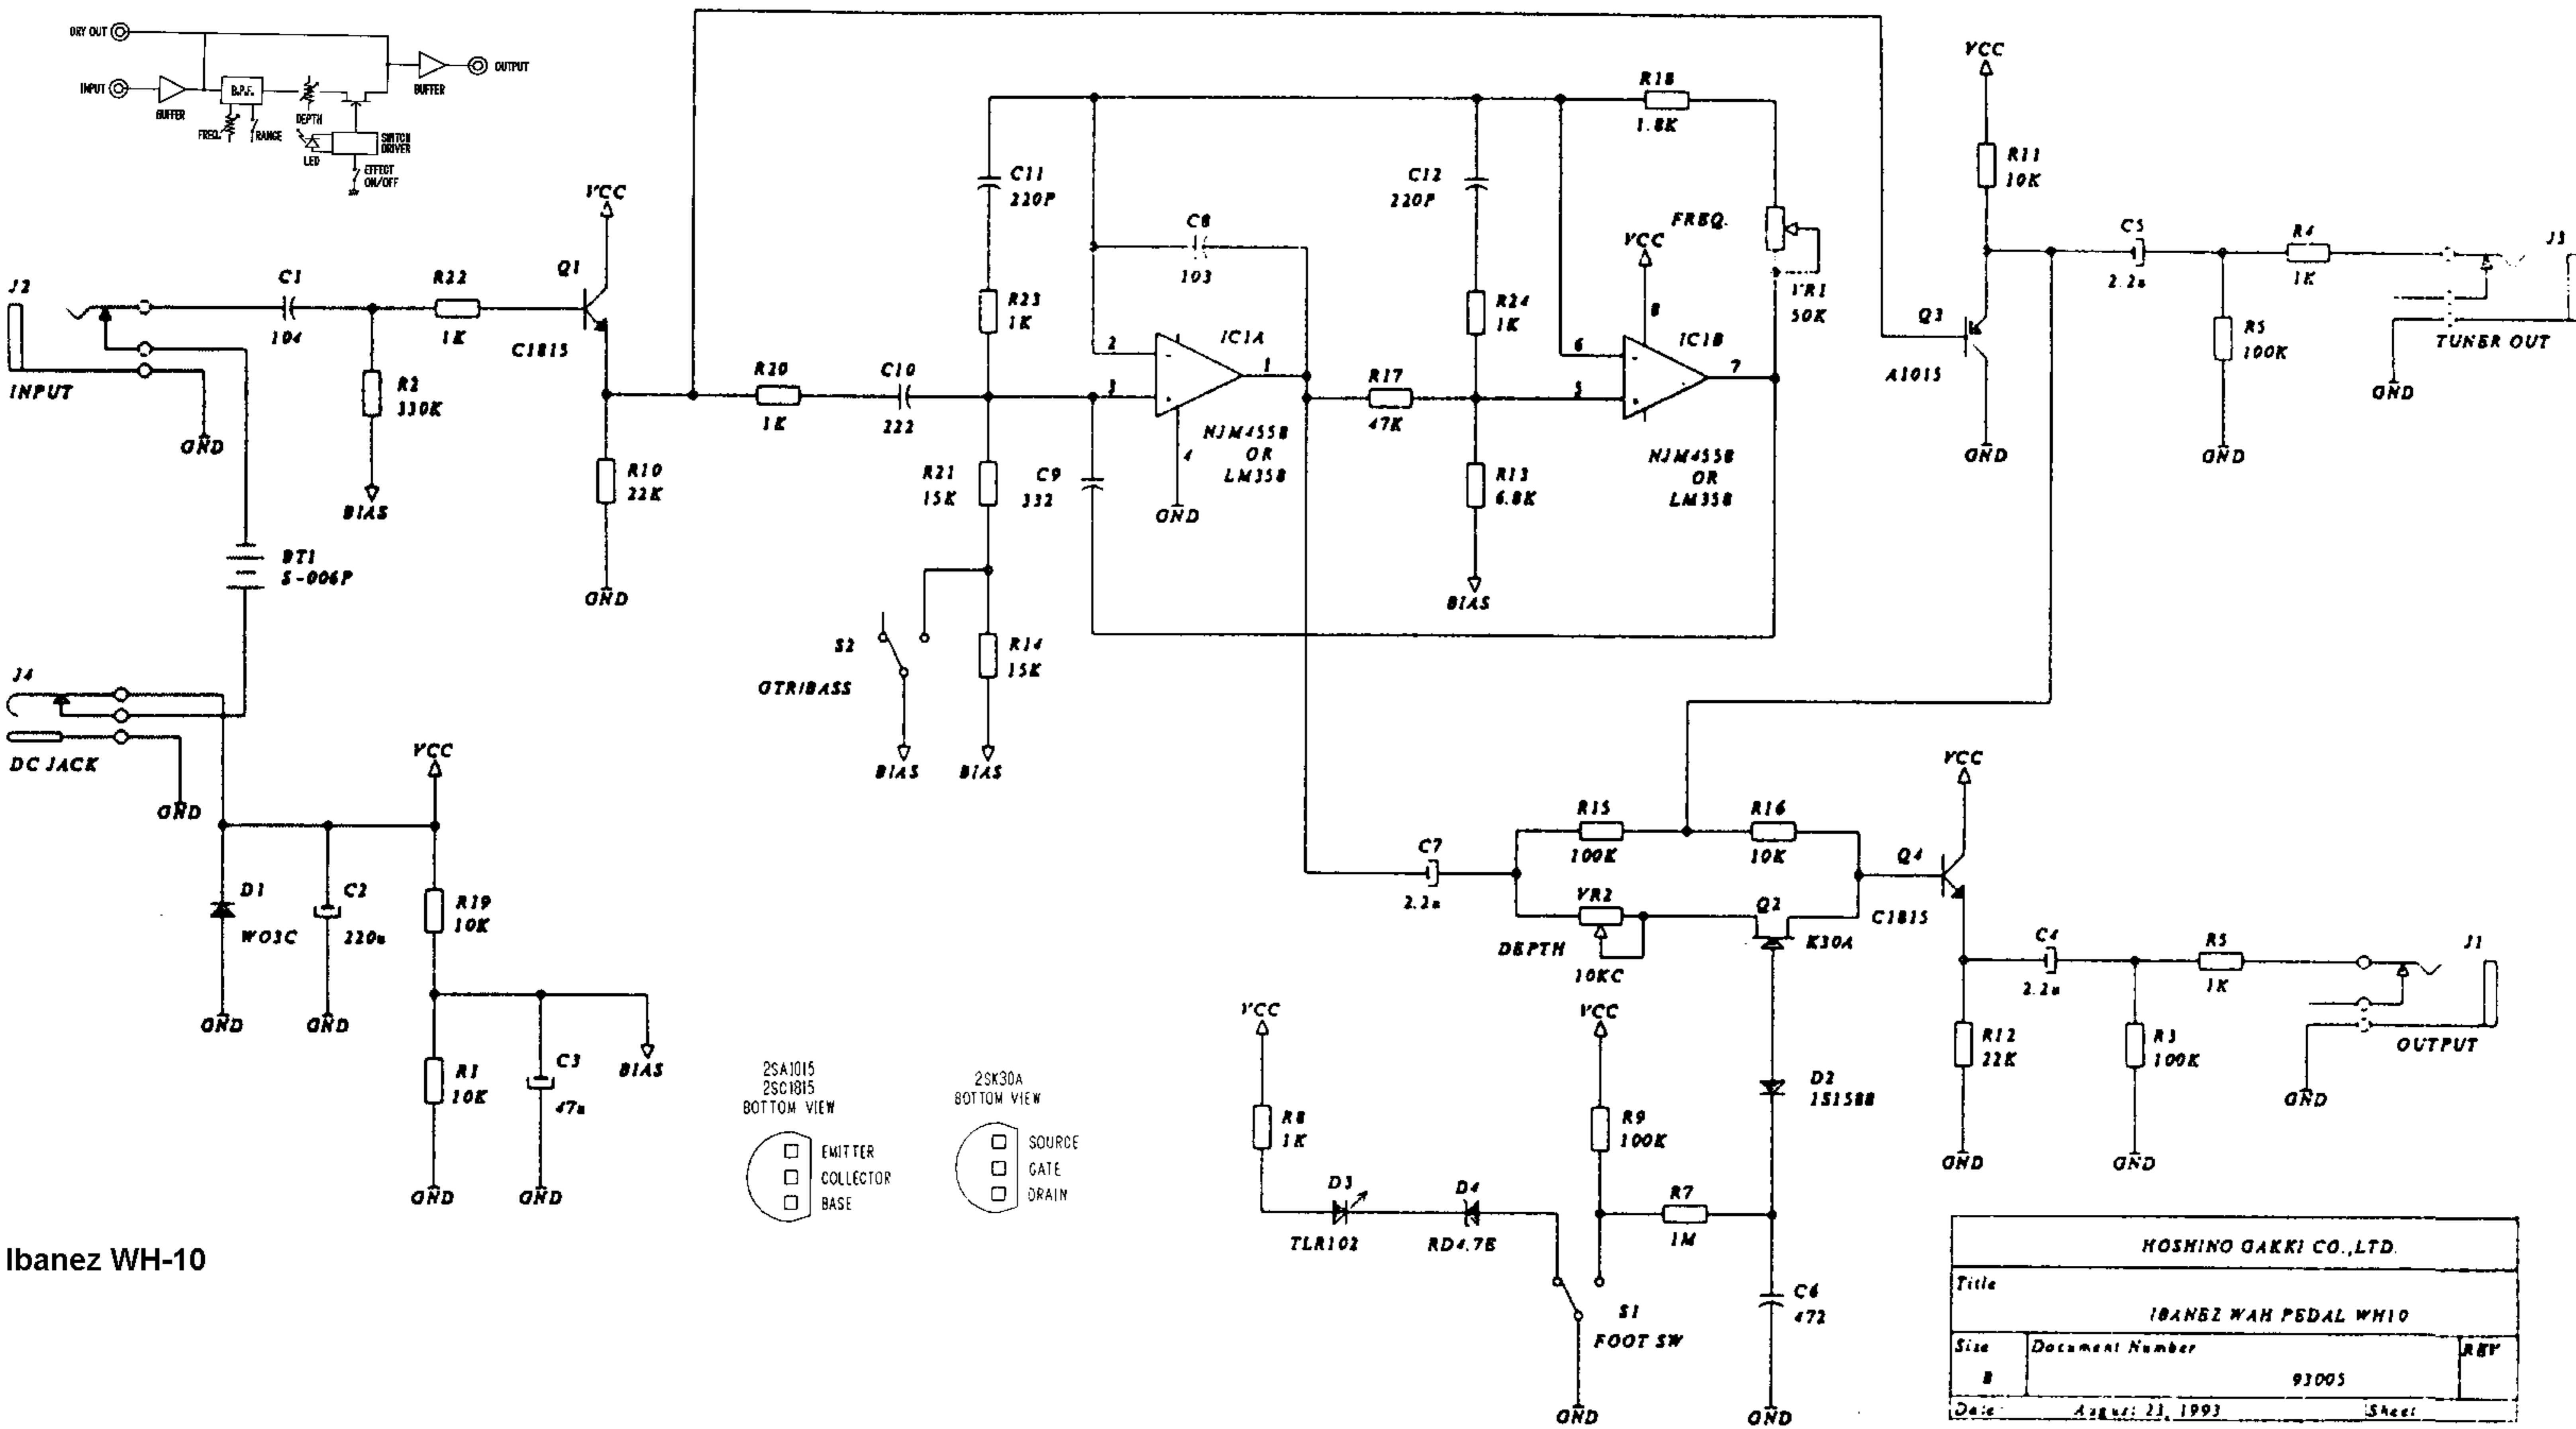 DRY OUT
INPUT
BUFFER
B.P.F.
FREQ.
RANGE
DEPTH
LED
SWITCH
DRIVER
EFFECT
ON/OFF
BUFFER
OUTPUT
J2
INPUT
GND
C1
104
R2
330K
BIAS
R22
1K
VCC
Q1
C1815
R10
22K
GND
BT1
S-006P
J4
DC JACK
GND
VCC
D1
WO3C
GND
C2
220u
GND
R19
10K
R1
10K
GND
C3
47u
GND
BIAS
R20
1K
C10
222
C11
220P
R23
1K
R21
15K
R14
15K
BIAS
S2
GTR/BASS
BIAS
C9
332
C8
103
2
3
1
4
IC1A
NJM4558
OR
LM358
GND
R17
47K
C12
220P
R24
1K
R13
6.8K
BIAS
R18
1.8K
FREQ.
VR1
50K
VCC
8
6
5
7
IC1B
NJM4558
OR
LM358
VCC
R11
10K
Q3
A1015
GND
C5
2.2u
R5
100K
GND
R4
1K
J3
TUNER OUT
GND
C7
2.2u
R15
100K
R16
10K
VR2
DEPTH
10KC
Q2
K30A
VCC
Q4
C1815
R12
22K
GND
C4
2.2u
R3
100K
GND
R5
1K
J1
OUTPUT
GND
VCC
R8
1K
D3
TLR102
D4
RD4.7E
VCC
R9
100K
R7
1M
D2
1S1588
C6
472
GND
S1
FOOT SW
GND
2SA1015
2SC1815
BOTTOM VIEW
EMITTER
COLLECTOR
BASE
2SK30A
BOTTOM VIEW
SOURCE
GATE
DRAIN
Ibanez WH-10
HOSHINO GAKKI CO.,LTD.
Title
IBANEZ WAH PEDAL WH10
Size
B
Document Number
93005
REV
Date: August 23, 1993 Sheet